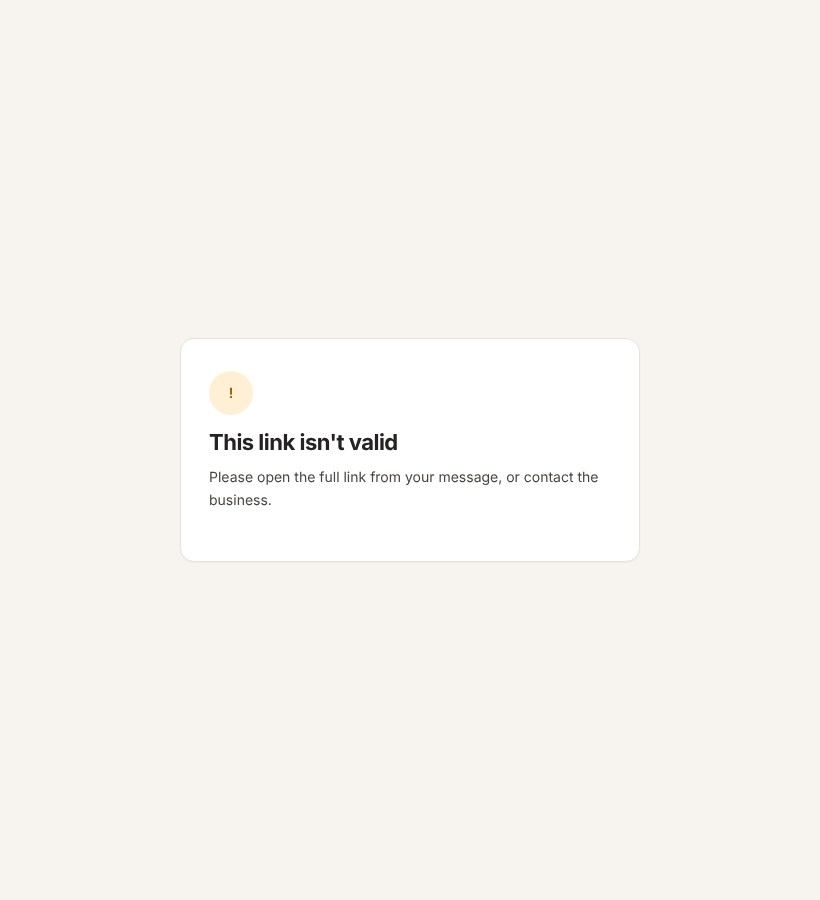 !
This link isn't valid
Please open the full link from your message, or contact the
business.